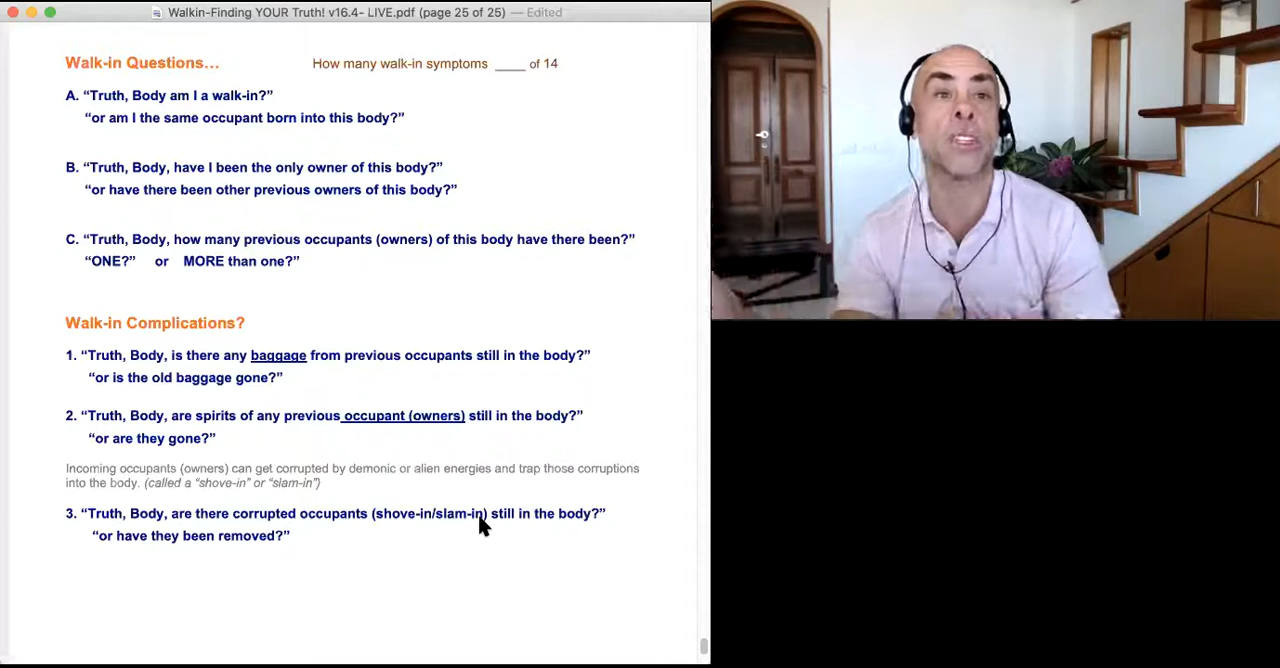 Walkin-Finding YOUR Truth! v16.4- LIVE.pdf (page 25 of 25) — Edited
Walk-in Questions…
How many walk-in symptoms ____ of 14
A. “Truth, Body am I a walk-in?”
“or am I the same occupant born into this body?”
B. “Truth, Body, have I been the only owner of this body?”
“or have there been other previous owners of this body?”
C. “Truth, Body, how many previous occupants (owners) of this body have there been?”
“ONE?” or MORE than one?”
Walk-in Complications?
1. “Truth, Body, is there any baggage from previous occupants still in the body?”
“or is the old baggage gone?”
2. “Truth, Body, are spirits of any previous occupant (owners) still in the body?”
“or are they gone?”
Incoming occupants (owners) can get corrupted by demonic or alien energies and trap those corruptions
into the body. (called a “shove-in” or “slam-in”)
3. “Truth, Body, are there corrupted occupants (shove-in/slam-in) still in the body?”
“or have they been removed?”